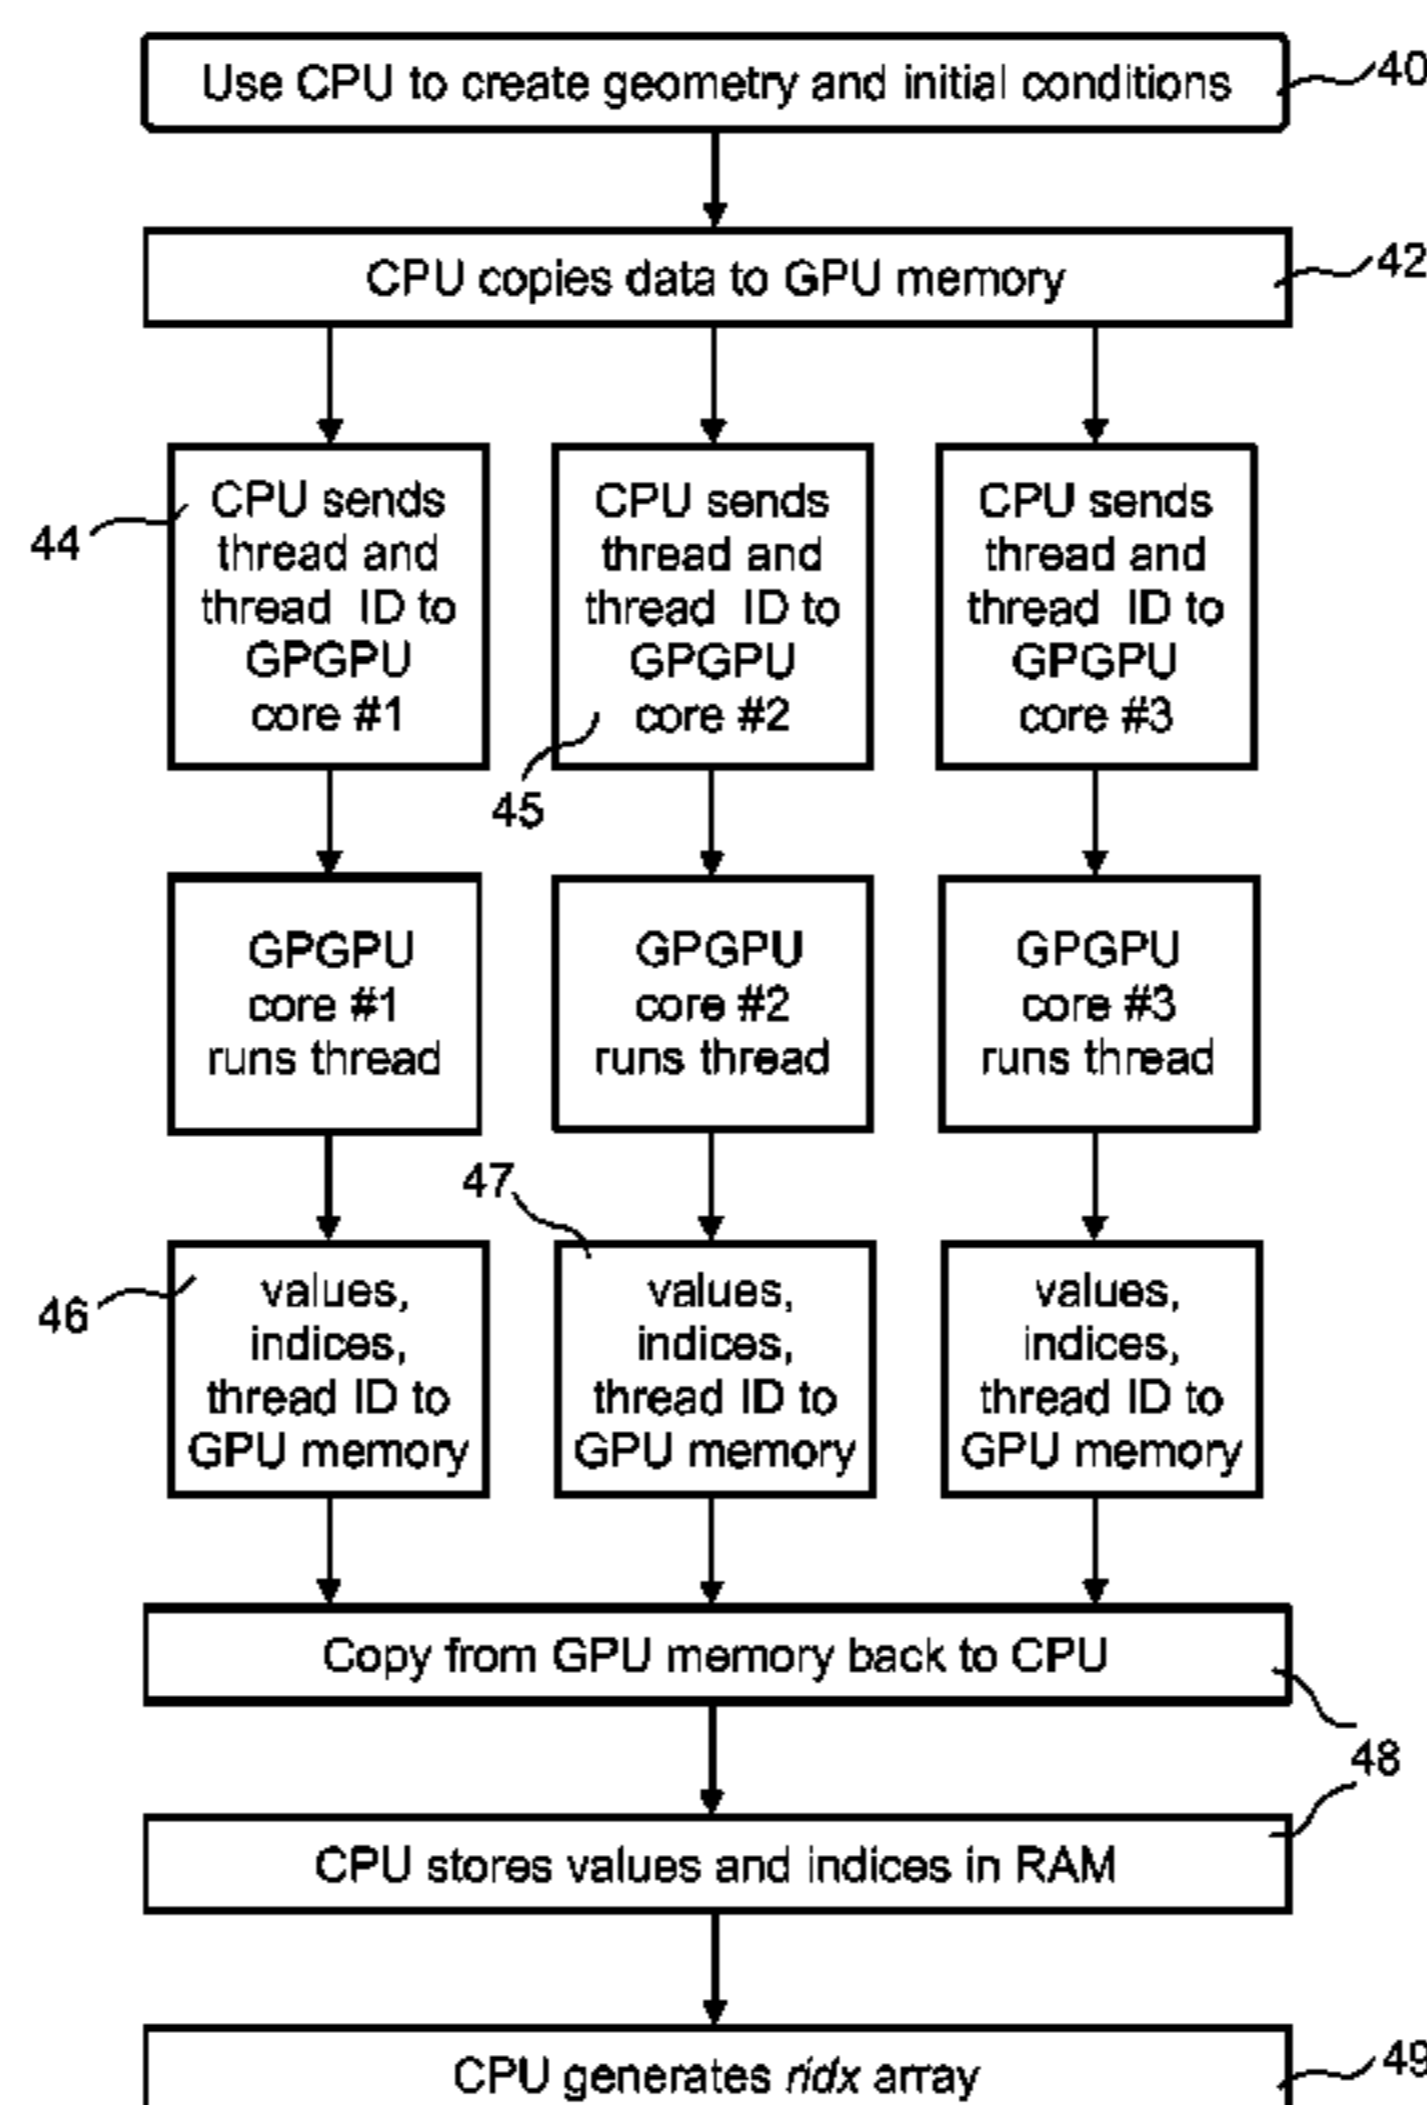 Use CPU to create geometry and initial conditions
40
CPU copies data to GPU memory
42
44
CPU sends
thread and
thread ID to
GPGPU
core #1
CPU sends
thread and
thread ID to
GPGPU
core #2
45
CPU sends
thread and
thread ID to
GPGPU
core #3
GPGPU
core #1
runs thread
GPGPU
core #2
runs thread
GPGPU
core #3
runs thread
46
values,
indices,
thread ID to
GPU memory
47
values,
indices,
thread ID to
GPU memory
values,
indices,
thread ID to
GPU memory
Copy from GPU memory back to CPU
48
CPU stores values and indices in RAM
CPU generates ridx array
49